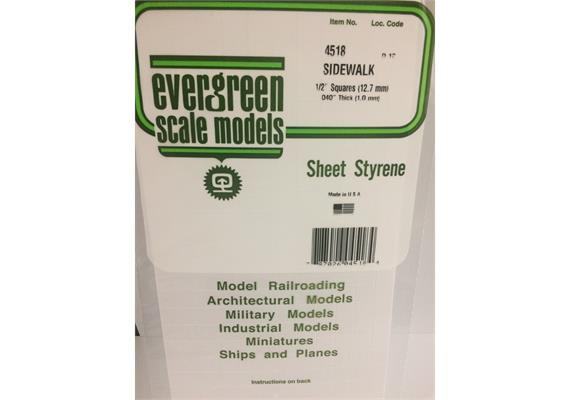 Item No. Loc. Code
4518
SIDEWALK
1/2" Squares (12.7 mm)
.040" Thick (1.0 mm)
evergreen
scale models
Sheet Styrene
Made in U S A
Model Railroading
Architectural Models
Military Models
Industrial Models
Miniatures
Ships and Planes
Instructions on back